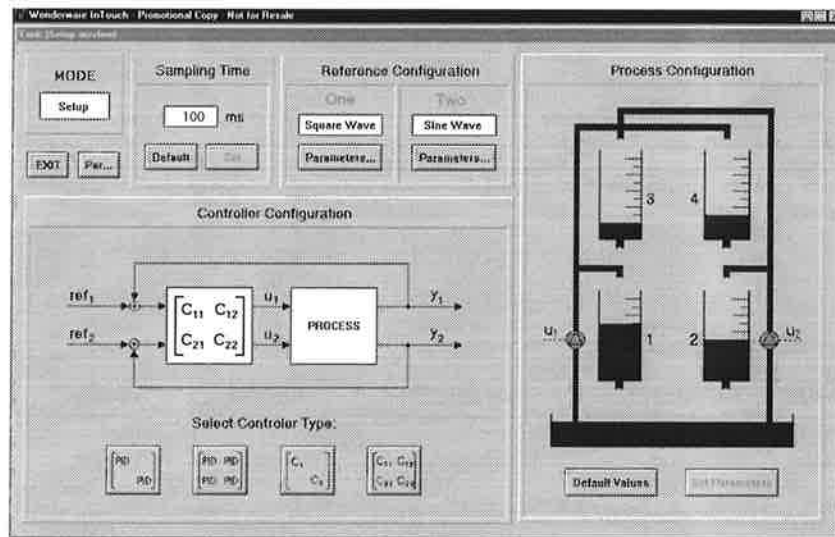 Wonderware InTouch - Promotional Copy - Not for Resale
MODE
Setup
EXIT
Par...
Sampling Time
100 ms
Default
Set
Reference Configuration
One
Square Wave
Parameters...
Two
Sine Wave
Parameters...
Process Configuration
3
4
1
2
u1
u2
Default Values
Set Parameters
Controller Configuration
ref1
ref2
C11 C12
C21 C22
u1
u2
PROCESS
y1
y2
Select Controler Type:
PID
PID
PID PID
PID PID
C1
C2
C11 C12
C21 C22